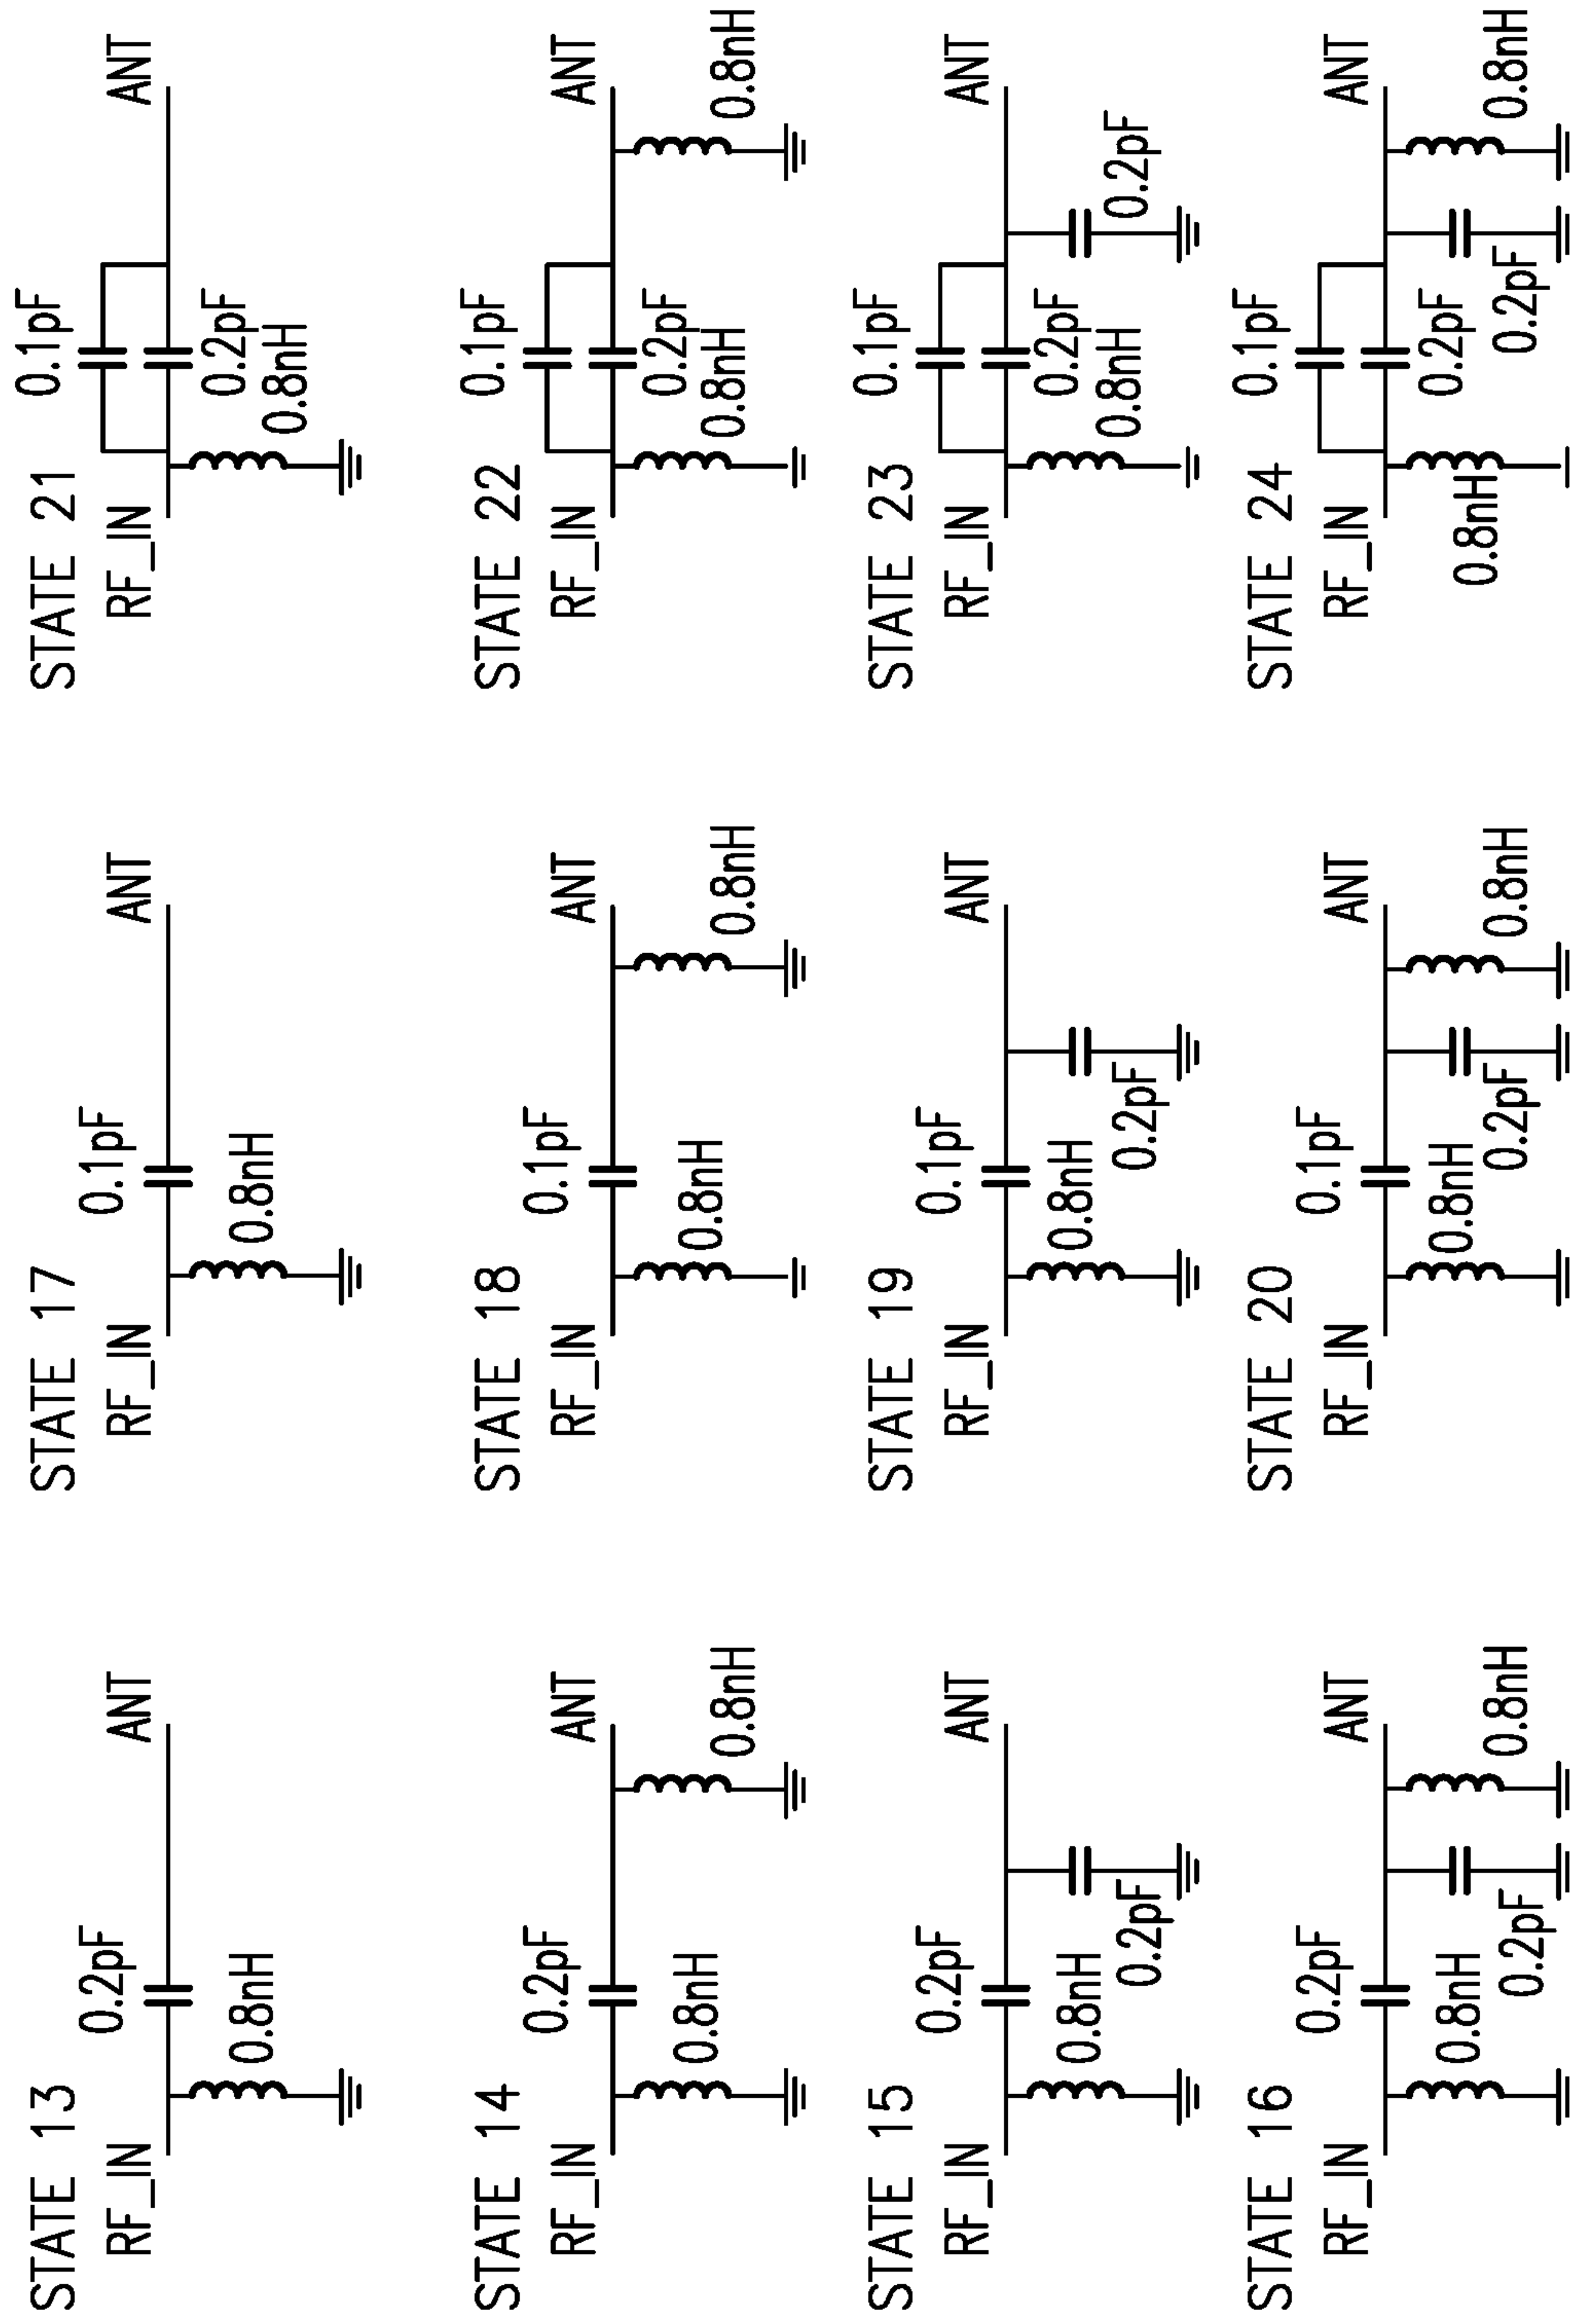 STATE 13
RF_IN
ANT
0.2pF
0.8nH
STATE 14
RF_IN
ANT
0.2pF
0.8nH
0.8nH
STATE 15
RF_IN
ANT
0.2pF
0.8nH
0.2pF
STATE 16
RF_IN
ANT
0.2pF
0.8nH
0.2pF
0.8nH
STATE 17
RF_IN
ANT
0.1pF
0.8nH
STATE 18
RF_IN
ANT
0.1pF
0.8nH
0.8nH
STATE 19
RF_IN
ANT
0.1pF
0.8nH
0.2pF
STATE 20
RF_IN
ANT
0.1pF
0.8nH
0.2pF
0.8nH
STATE 21
0.1pF
RF_IN
ANT
0.2pF
0.8nH
STATE 22
0.1pF
RF_IN
ANT
0.2pF
0.8nH
0.8nH
STATE 23
0.1pF
RF_IN
ANT
0.2pF
0.8nH
0.2pF
STATE 24
0.1pF
RF_IN
ANT
0.2pF
0.8nH
0.2pF
0.8nH